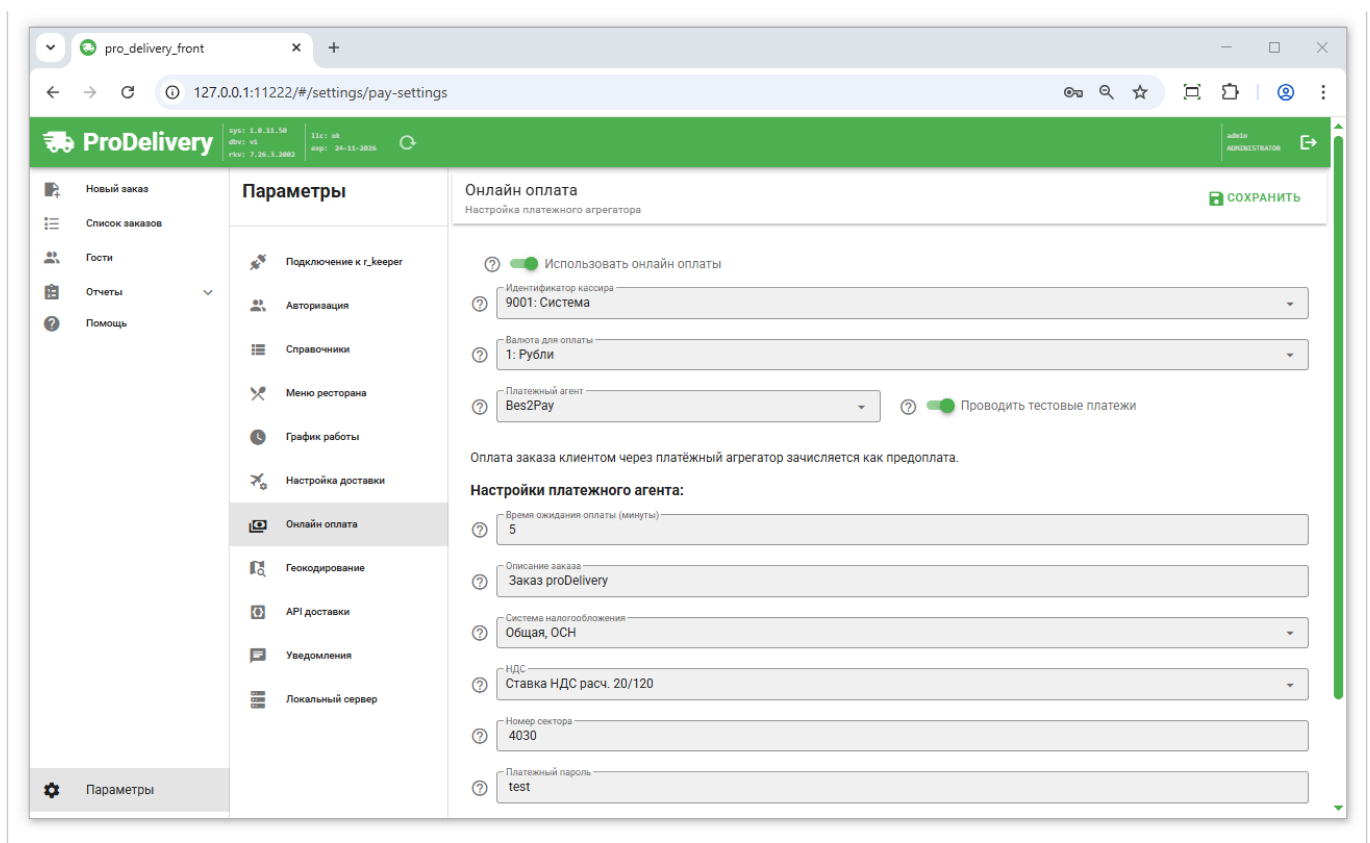 pro_delivery_front
127.0.0.1:11222/#/settings/pay-settings
ProDelivery
sys: 1.0.11.50
dbv: v1
rkv: 7.26.3.2002
lic: ok
exp: 24-11-2026
admin
ADMINISTRATOR
Новый заказ
Список заказов
Гости
Отчеты
Помощь
Параметры
Параметры
Подключение к r_keeper
Авторизация
Справочники
Меню ресторана
График работы
Настройка доставки
Онлайн оплата
Геокодирование
API доставки
Уведомления
Локальный сервер
Онлайн оплата
Настройка платежного агрегатора
СОХРАНИТЬ
Использовать онлайн оплаты
Идентификатор кассира
9001: Система
Валюта для оплаты
1: Рубли
Платежный агент
Bes2Pay
Проводить тестовые платежи
Оплата заказа клиентом через платёжный агрегатор зачисляется как предоплата.
Настройки платежного агента:
Время ожидания оплаты (минуты)
5
Описание заказа
Заказ proDelivery
Система налогообложения
Общая, ОСН
НДС
Ставка НДС расч. 20/120
Номер сектора
4030
Платежный пароль
test